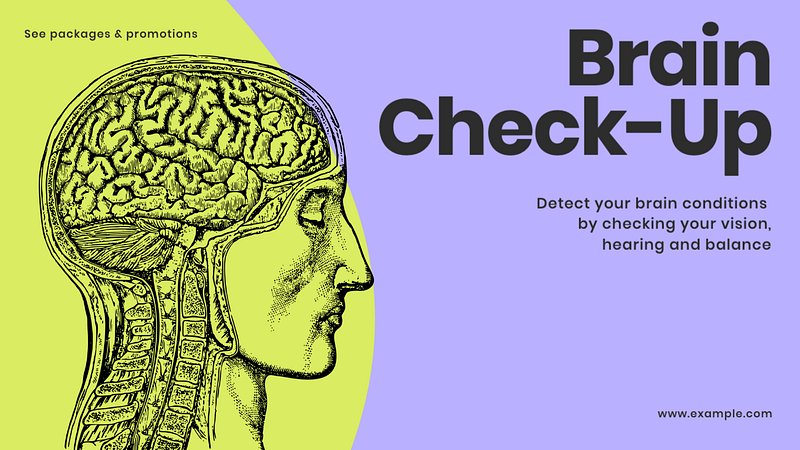 See packages & promotions
Brain
Check-Up
Detect your brain conditions
by checking your vision,
hearing and balance
www.example.com